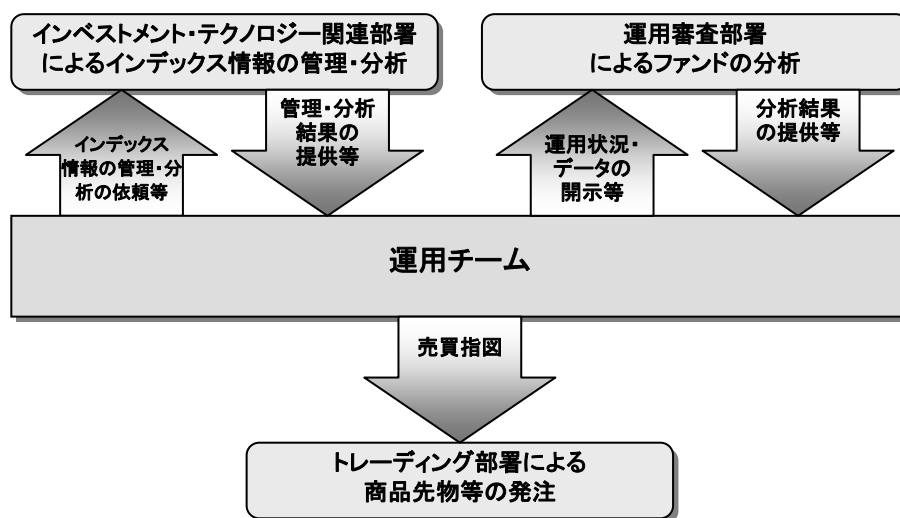 インベストメント・テクノロジー関連部署
によるインデックス情報の管理・分析
運用審査部署
によるファンドの分析
インデックス
情報の管理・分
析の依頼等
管理・分析
結果の
提供等
運用状況・
データの
開示等
分析結果
の提供等
運用チーム
売買指図
トレーディング部署による
商品先物等の発注